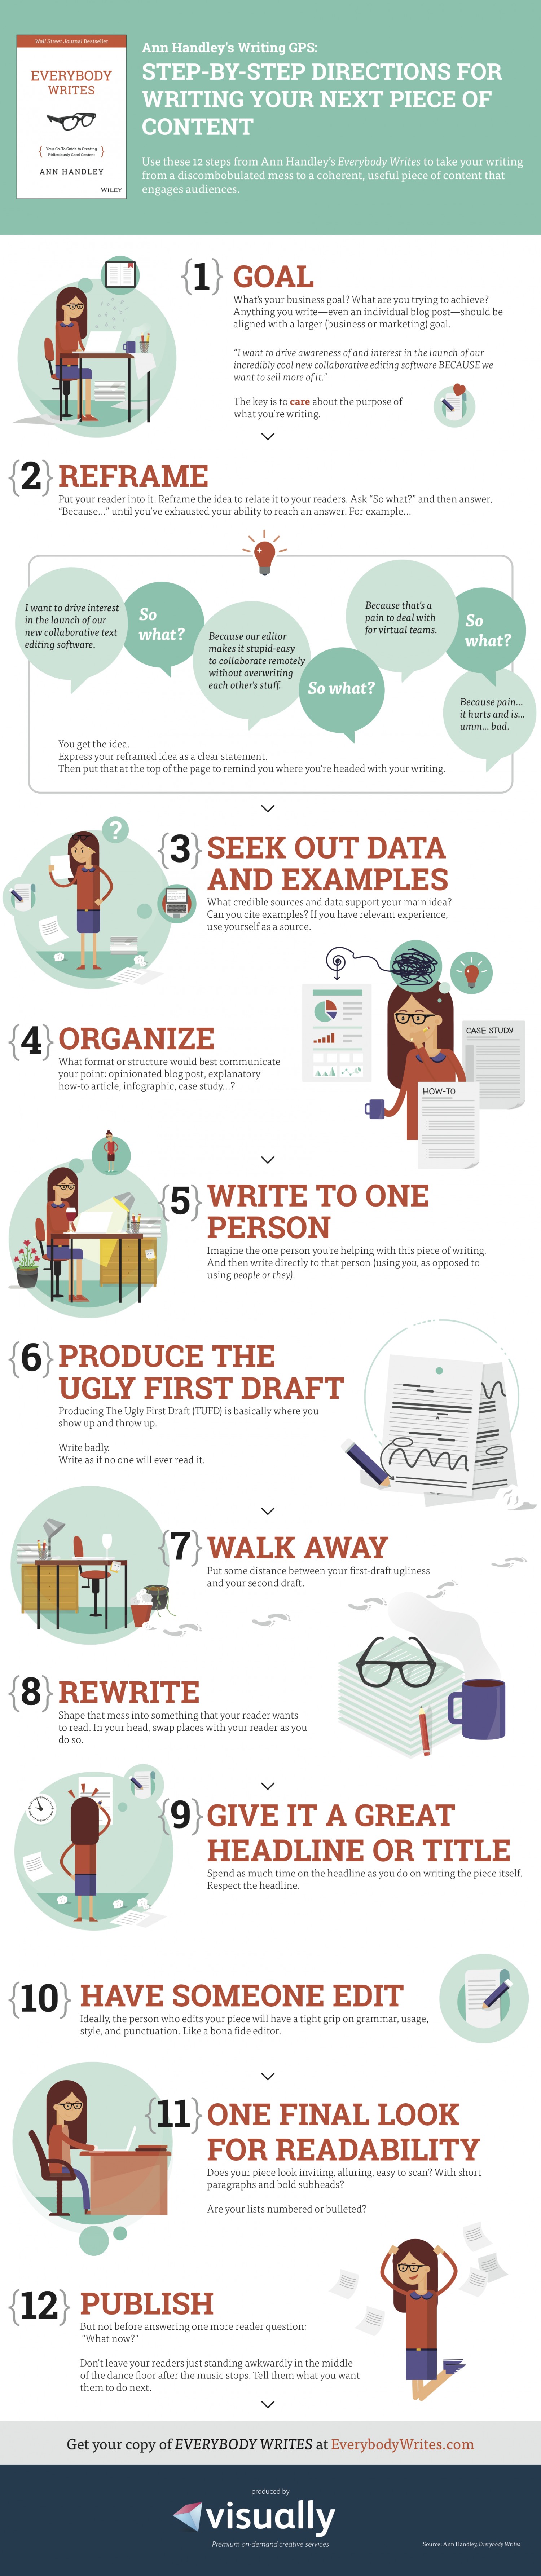 Wall Street Journal Bestseller
EVERYBODY
WRITES
{ Your Go-To Guide to Creating
Ridiculously Good Content }
ANN HANDLEY
WILEY
Ann Handley's Writing GPS:
STEP-BY-STEP DIRECTIONS FOR
WRITING YOUR NEXT PIECE OF
CONTENT
Use these 12 steps from Ann Handley's Everybody Writes to take your writing
from a discombobulated mess to a coherent, useful piece of content that
engages audiences.
{1} GOAL
What's your business goal? What are you trying to achieve?
Anything you write—even an individual blog post—should be
aligned with a larger (business or marketing) goal.
“I want to drive awareness of and interest in the launch of our
incredibly cool new collaborative editing software BECAUSE we
want to sell more of it.”
The key is to care about the purpose of
what you're writing.
{2} REFRAME
Put your reader into it. Reframe the idea to relate it to your readers. Ask “So what?” and then answer,
“Because...” until you've exhausted your ability to reach an answer. For example...
I want to drive interest
in the launch of our
new collaborative text
editing software.
So
what?
Because our editor
makes it stupid-easy
to collaborate remotely
without overwriting
each other's stuff.
So what?
Because that's a
pain to deal with
for virtual teams.
So
what?
Because pain...
it hurts and is...
umm... bad.
You get the idea.
Express your reframed idea as a clear statement.
Then put that at the top of the page to remind you where you're headed with your writing.
?
{3} SEEK OUT DATA
AND EXAMPLES
What credible sources and data support your main idea?
Can you cite examples? If you have relevant experience,
use yourself as a source.
{4} ORGANIZE
What format or structure would best communicate
your point: opinionated blog post, explanatory
how-to article, infographic, case study...?
CASE STUDY
HOW-TO
{5} WRITE TO ONE
PERSON
Imagine the one person you're helping with this piece of writing.
And then write directly to that person (using you, as opposed to
using people or they).
{6} PRODUCE THE
UGLY FIRST DRAFT
Producing The Ugly First Draft (TUFD) is basically where you
show up and throw up.
Write badly.
Write as if no one will ever read it.
{7} WALK AWAY
Put some distance between your first-draft ugliness
and your second draft.
{8} REWRITE
Shape that mess into something that your reader wants
to read. In your head, swap places with your reader as you
do so.
{9} GIVE IT A GREAT
HEADLINE OR TITLE
Spend as much time on the headline as you do on writing the piece itself.
Respect the headline.
{10} HAVE SOMEONE EDIT
Ideally, the person who edits your piece will have a tight grip on grammar, usage,
style, and punctuation. Like a bona fide editor.
{11} ONE FINAL LOOK
FOR READABILITY
Does your piece look inviting, alluring, easy to scan? With short
paragraphs and bold subheads?
Are your lists numbered or bulleted?
{12} PUBLISH
But not before answering one more reader question:
“What now?”
Don't leave your readers just standing awkwardly in the middle
of the dance floor after the music stops. Tell them what you want
them to do next.
Get your copy of EVERYBODY WRITES at EverybodyWrites.com
produced by
visually
Premium on-demand creative services
Source: Ann Handley, Everybody Writes